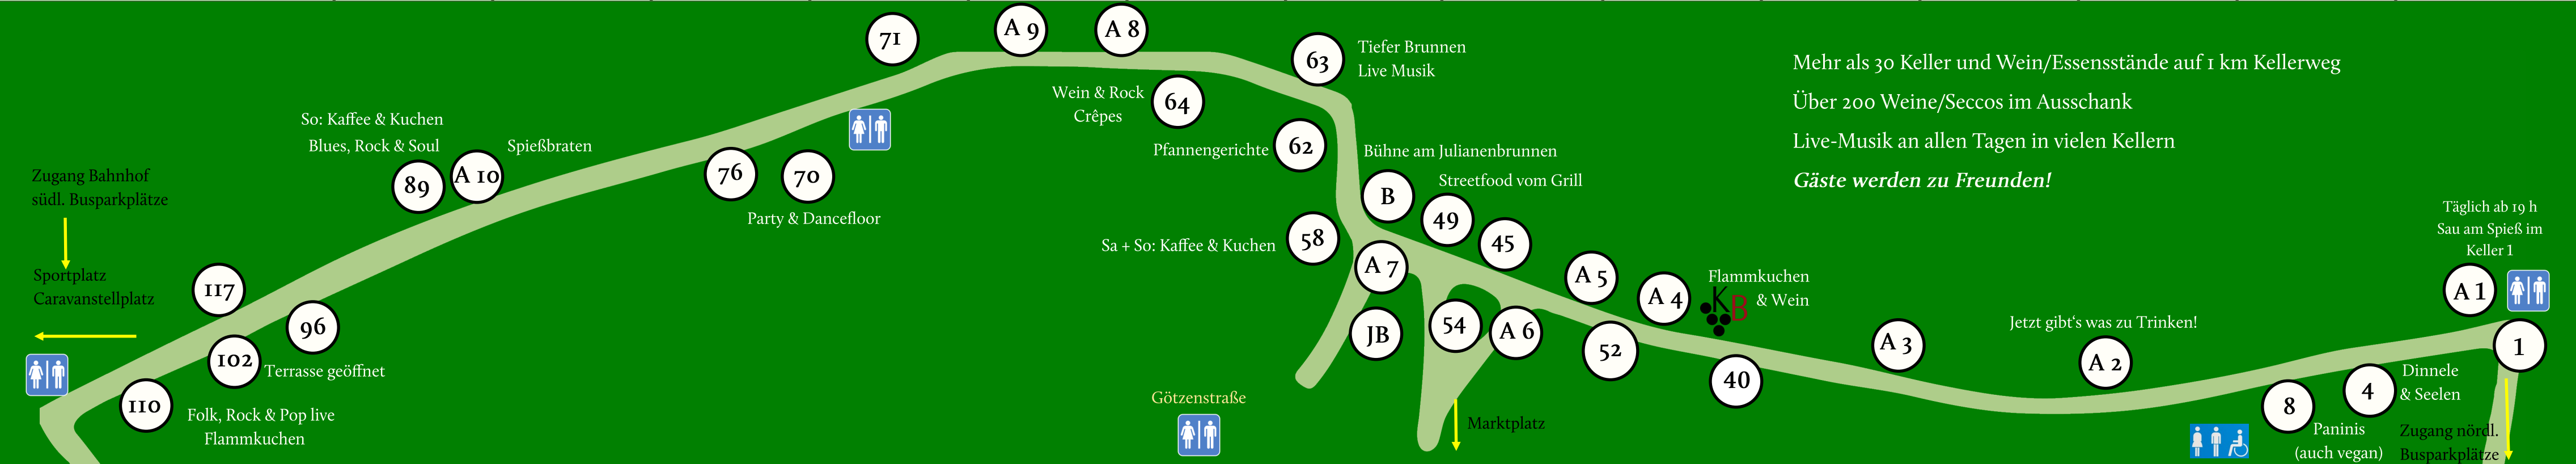 71
A 9
A 8
63
Tiefer Brunnen
Live Musik
Mehr als 30 Keller und Wein/Essensstände auf 1 km Kellerweg
Über 200 Weine/Seccos im Ausschank
Live-Musik an allen Tagen in vielen Kellern
Gäste werden zu Freunden!
Wein & Rock
Crêpes
64
Pfannengerichte
62
So: Kaffee & Kuchen
Blues, Rock & Soul
89
A 10
Spießbraten
76
70
Party & Dancefloor
Zugang Bahnhof
südl. Busparkplätze
Sportplatz
Caravanstellplatz
117
96
102
Terrasse geöffnet
110
Folk, Rock & Pop live
Flammkuchen
Bühne am Julianenbrunnen
B
Streetfood vom Grill
49
45
Sa + So: Kaffee & Kuchen
58
A 7
JB
54
A 6
Götzenstraße
Marktplatz
A 5
A 4
52
40
Flammkuchen
& Wein
KB
A 3
Jetzt gibt's was zu Trinken!
A 2
Täglich ab 19 h
Sau am Spieß im
Keller 1
A 1
1
Dinnele
& Seelen
4
8
Paninis
(auch vegan)
Zugang nördl.
Busparkplätze